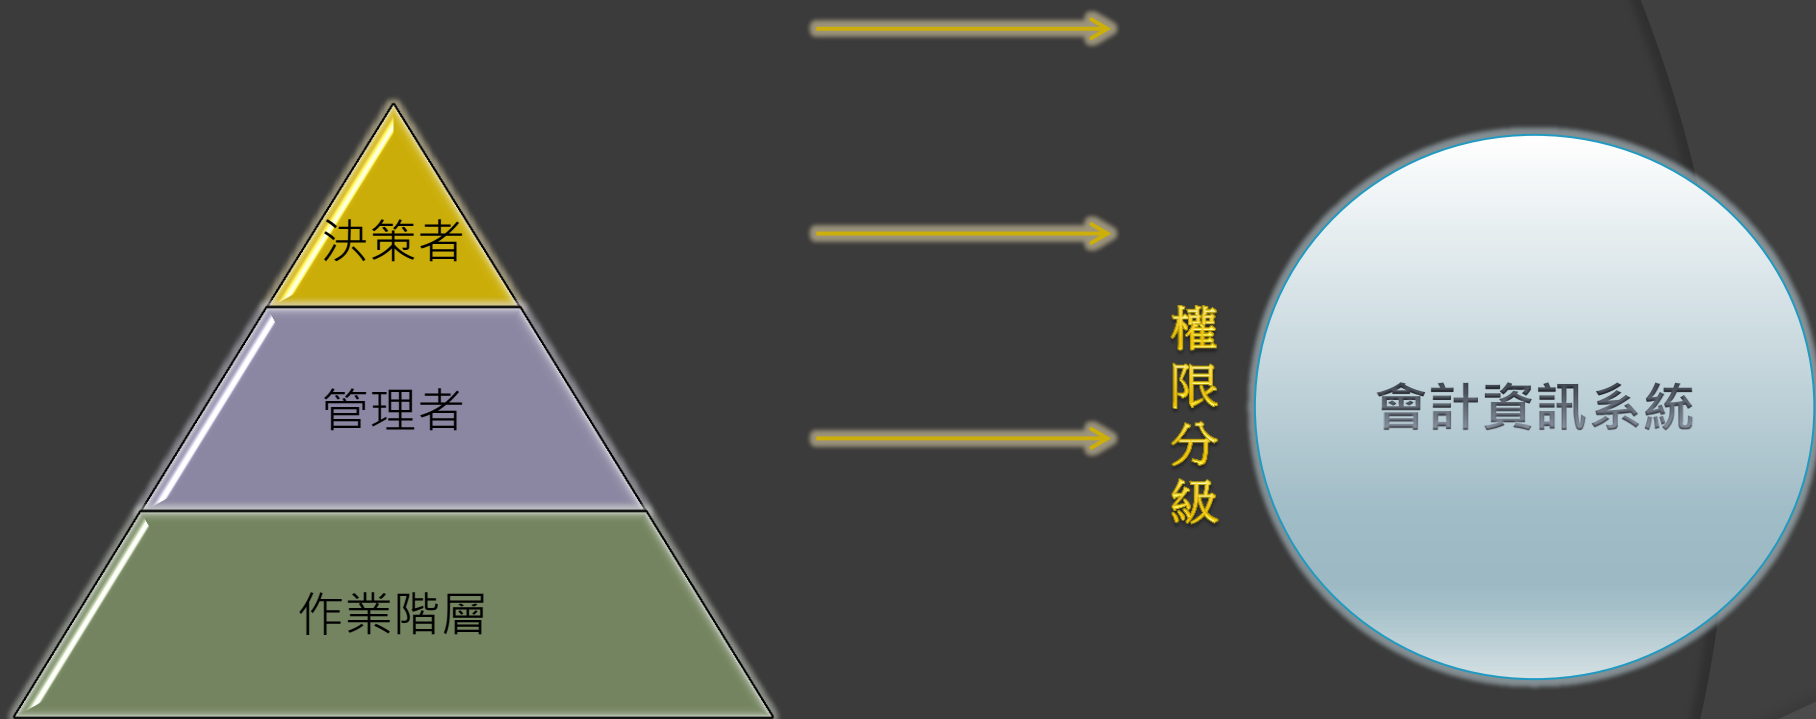 決策者
管理者
作業階層
權限分級
會計資訊系統